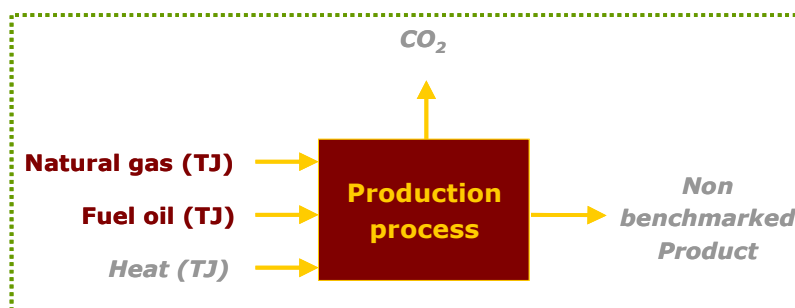 CO2
Natural gas (TJ)
Fuel oil (TJ)
Heat (TJ)
Production
process
Non
benchmarked
Product